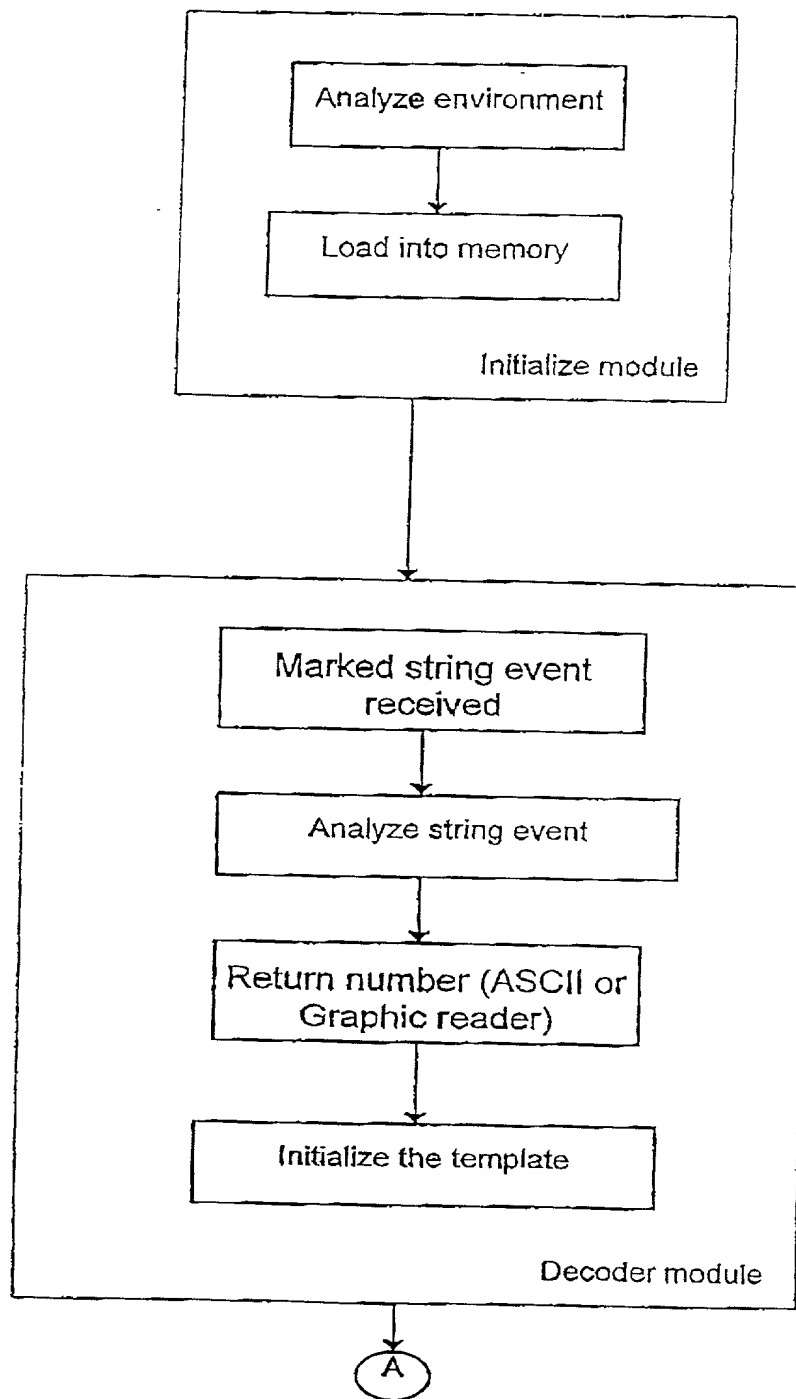 Analyze environment
Load into memory
Initialize module
Marked string event
received
Analyze string event
Return number (ASCII or
Graphic reader)
Initialize the template
Decoder module
A